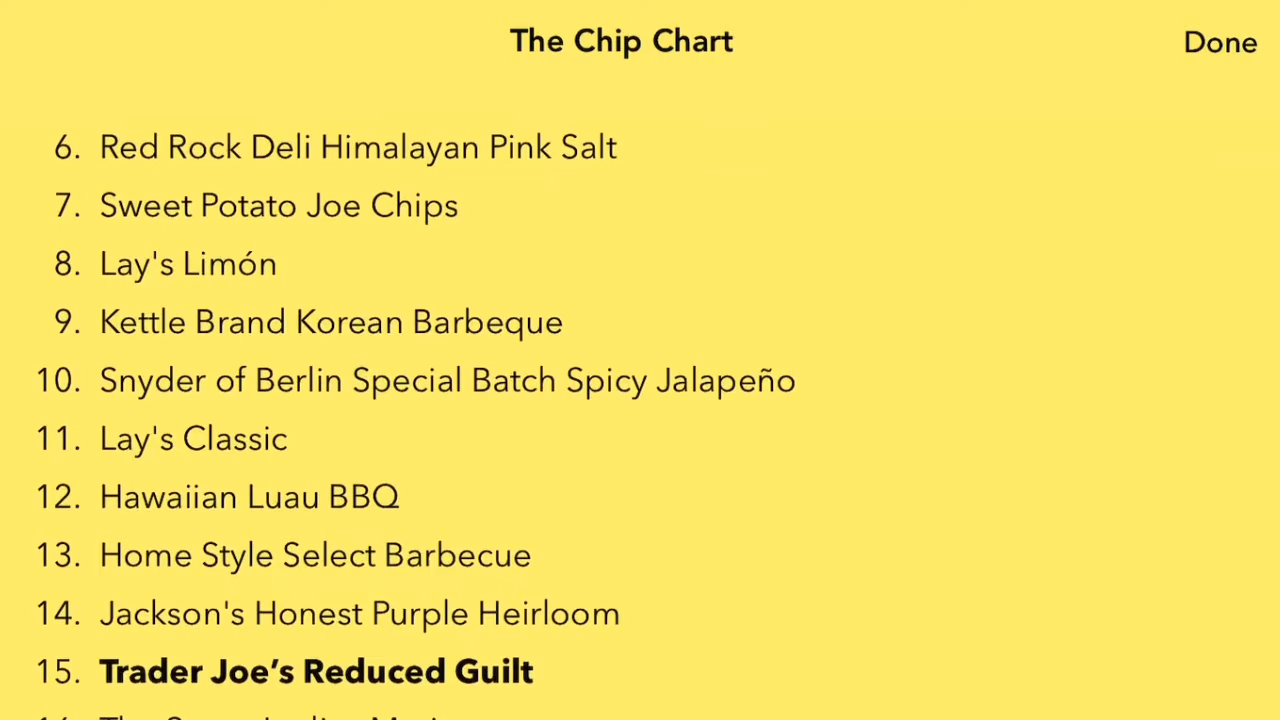 The Chip Chart
Done
6. Red Rock Deli Himalayan Pink Salt
7. Sweet Potato Joe Chips
8. Lay's Limón
9. Kettle Brand Korean Barbeque
10. Snyder of Berlin Special Batch Spicy Jalapeño
11. Lay's Classic
12. Hawaiian Luau BBQ
13. Home Style Select Barbecue
14. Jackson's Honest Purple Heirloom
15. Trader Joe’s Reduced Guilt